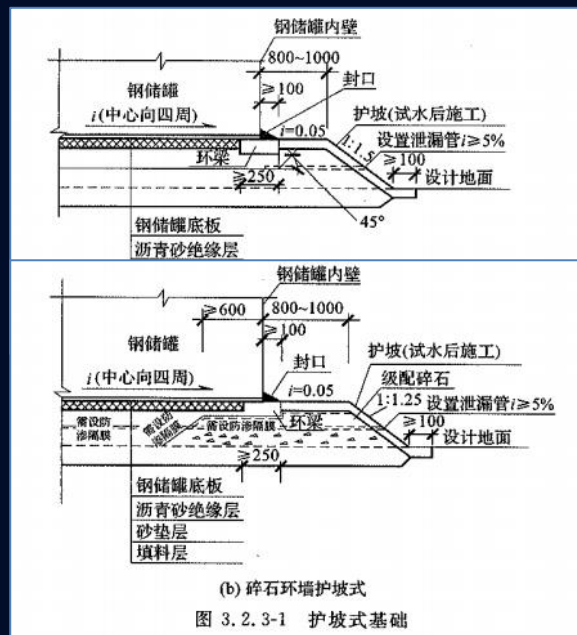 钢储罐内壁
800~1000
钢储罐
≥100
封口
i(中心向四周)
i=0.05
护坡(试水后施工)
1:1.5
设置泄漏管i≥5%
环梁
≥100
≥250
设计地面
45°
钢储罐底板
沥青砂绝缘层
钢储罐内壁
≥600
800~1000
钢储罐
≥100
护坡(试水后施工)
封口
级配碎石
i(中心向四周)
i=0.05
1:1.25
设置泄漏管i≥5%
需设防
渗隔膜
需设防
渗隔膜
需设防渗隔膜
环梁
≥100
设计地面
≥250
钢储罐底板
沥青砂绝缘层
砂垫层
填料层
(b) 碎石环墙护坡式
图 3.2.3-1 护坡式基础